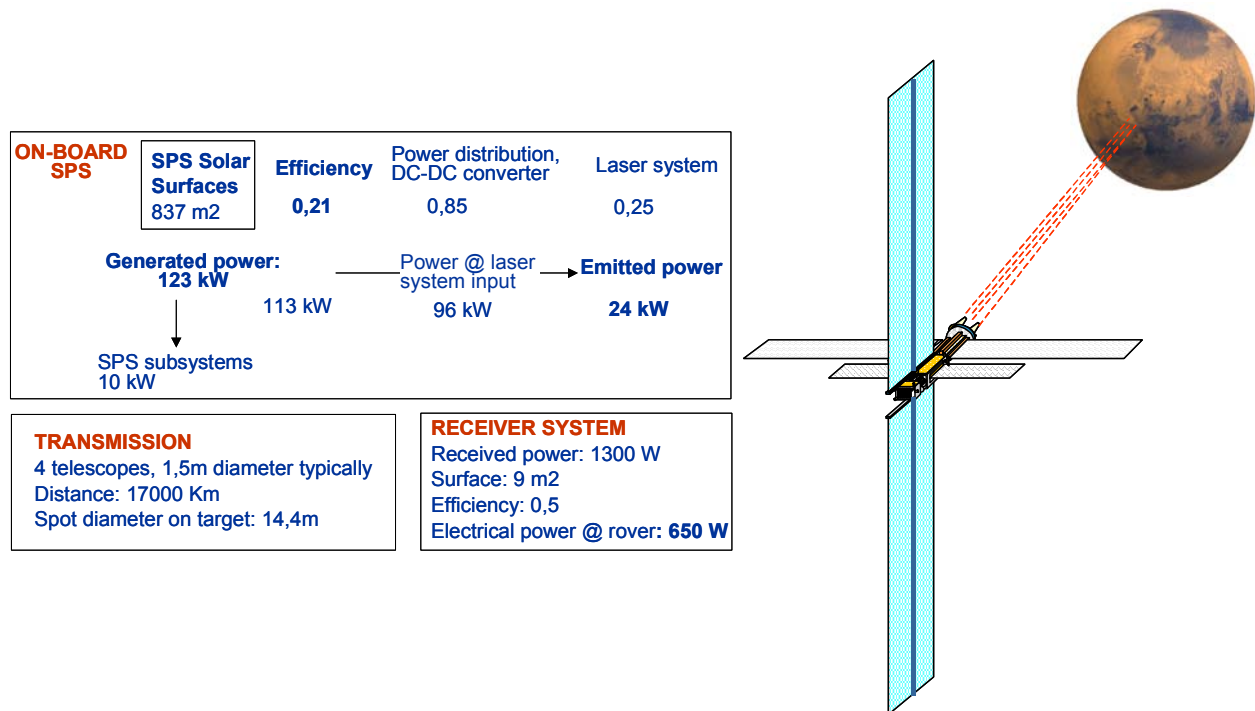 ON-BOARD
SPS
SPS Solar
Surfaces
837 m2
Efficiency
0,21
Power distribution,
DC-DC converter
0,85
Laser system
0,25
Generated power:
123 kW
113 kW
Power @ laser
system input
96 kW
Emitted power
24 kW
SPS subsystems
10 kW
TRANSMISSION
4 telescopes, 1,5m diameter typically
Distance: 17000 Km
Spot diameter on target: 14,4m
RECEIVER SYSTEM
Received power: 1300 W
Surface: 9 m2
Efficiency: 0,5
Electrical power @ rover: 650 W